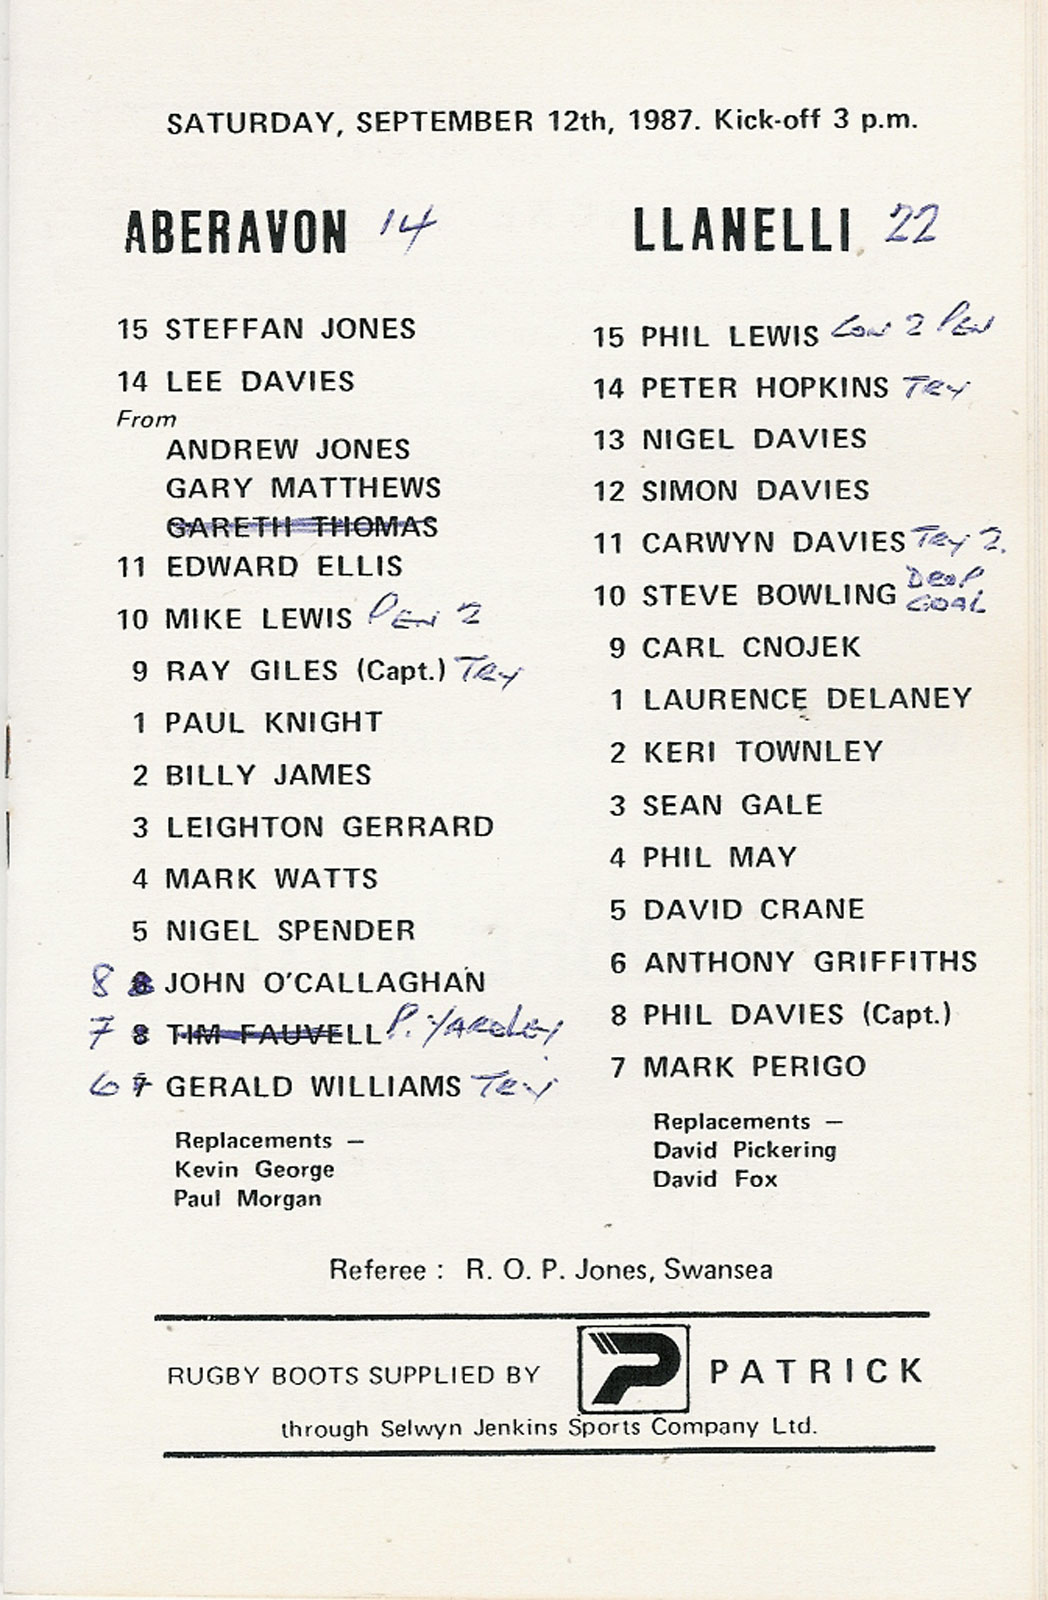 SATURDAY, SEPTEMBER 12th, 1987. Kick-off 3 p.m.
ABERAVON 14
15 STEFFAN JONES
14 LEE DAVIES
From
ANDREW JONES
GARY MATTHEWS
GARETH THOMAS
11 EDWARD ELLIS
10 MIKE LEWIS Pen 2
9 RAY GILES (Capt.) TRY
1 PAUL KNIGHT
2 BILLY JAMES
3 LEIGHTON GERRARD
4 MARK WATTS
5 NIGEL SPENDER
8 JOHN O'CALLAGHAN
7 8 TIM FAUVELL P. YARDLEY
6 7 GERALD WILLIAMS TRY
Replacements —
Kevin George
Paul Morgan
LLANELLI 22
15 PHIL LEWIS Con 2 Pen
14 PETER HOPKINS TRY
13 NIGEL DAVIES
12 SIMON DAVIES
11 CARWYN DAVIES TRY 2.
10 STEVE BOWLING DROP GOAL
9 CARL CNOJEK
1 LAURENCE DELANEY
2 KERI TOWNLEY
3 SEAN GALE
4 PHIL MAY
5 DAVID CRANE
6 ANTHONY GRIFFITHS
8 PHIL DAVIES (Capt.)
7 MARK PERIGO
Replacements —
David Pickering
David Fox
Referee : R. O. P. Jones, Swansea
RUGBY BOOTS SUPPLIED BY P PATRICK
through Selwyn Jenkins Sports Company Ltd.